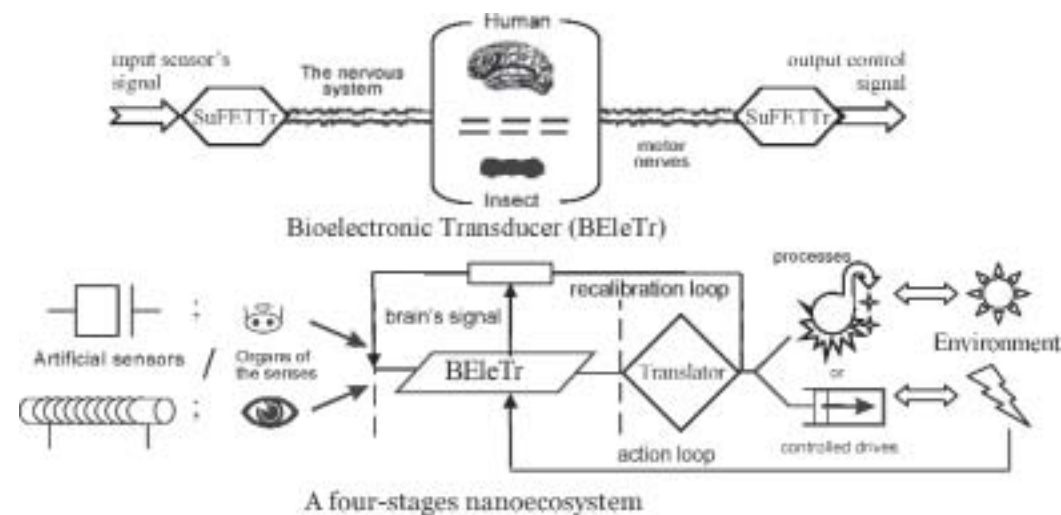 Human
input sensor's
signal
The nervous
system
output control
signal
SuFETTr
SuFETTr
motor
nerves
Insect
Bioelectronic Transducer (BEleTr)
processes
recalibration loop
brain's signal
Artificial sensors
/
Organs of
the senses
BEleTr
Translator
Environment
or
controlled drives
action loop
A four-stages nanoecosystem